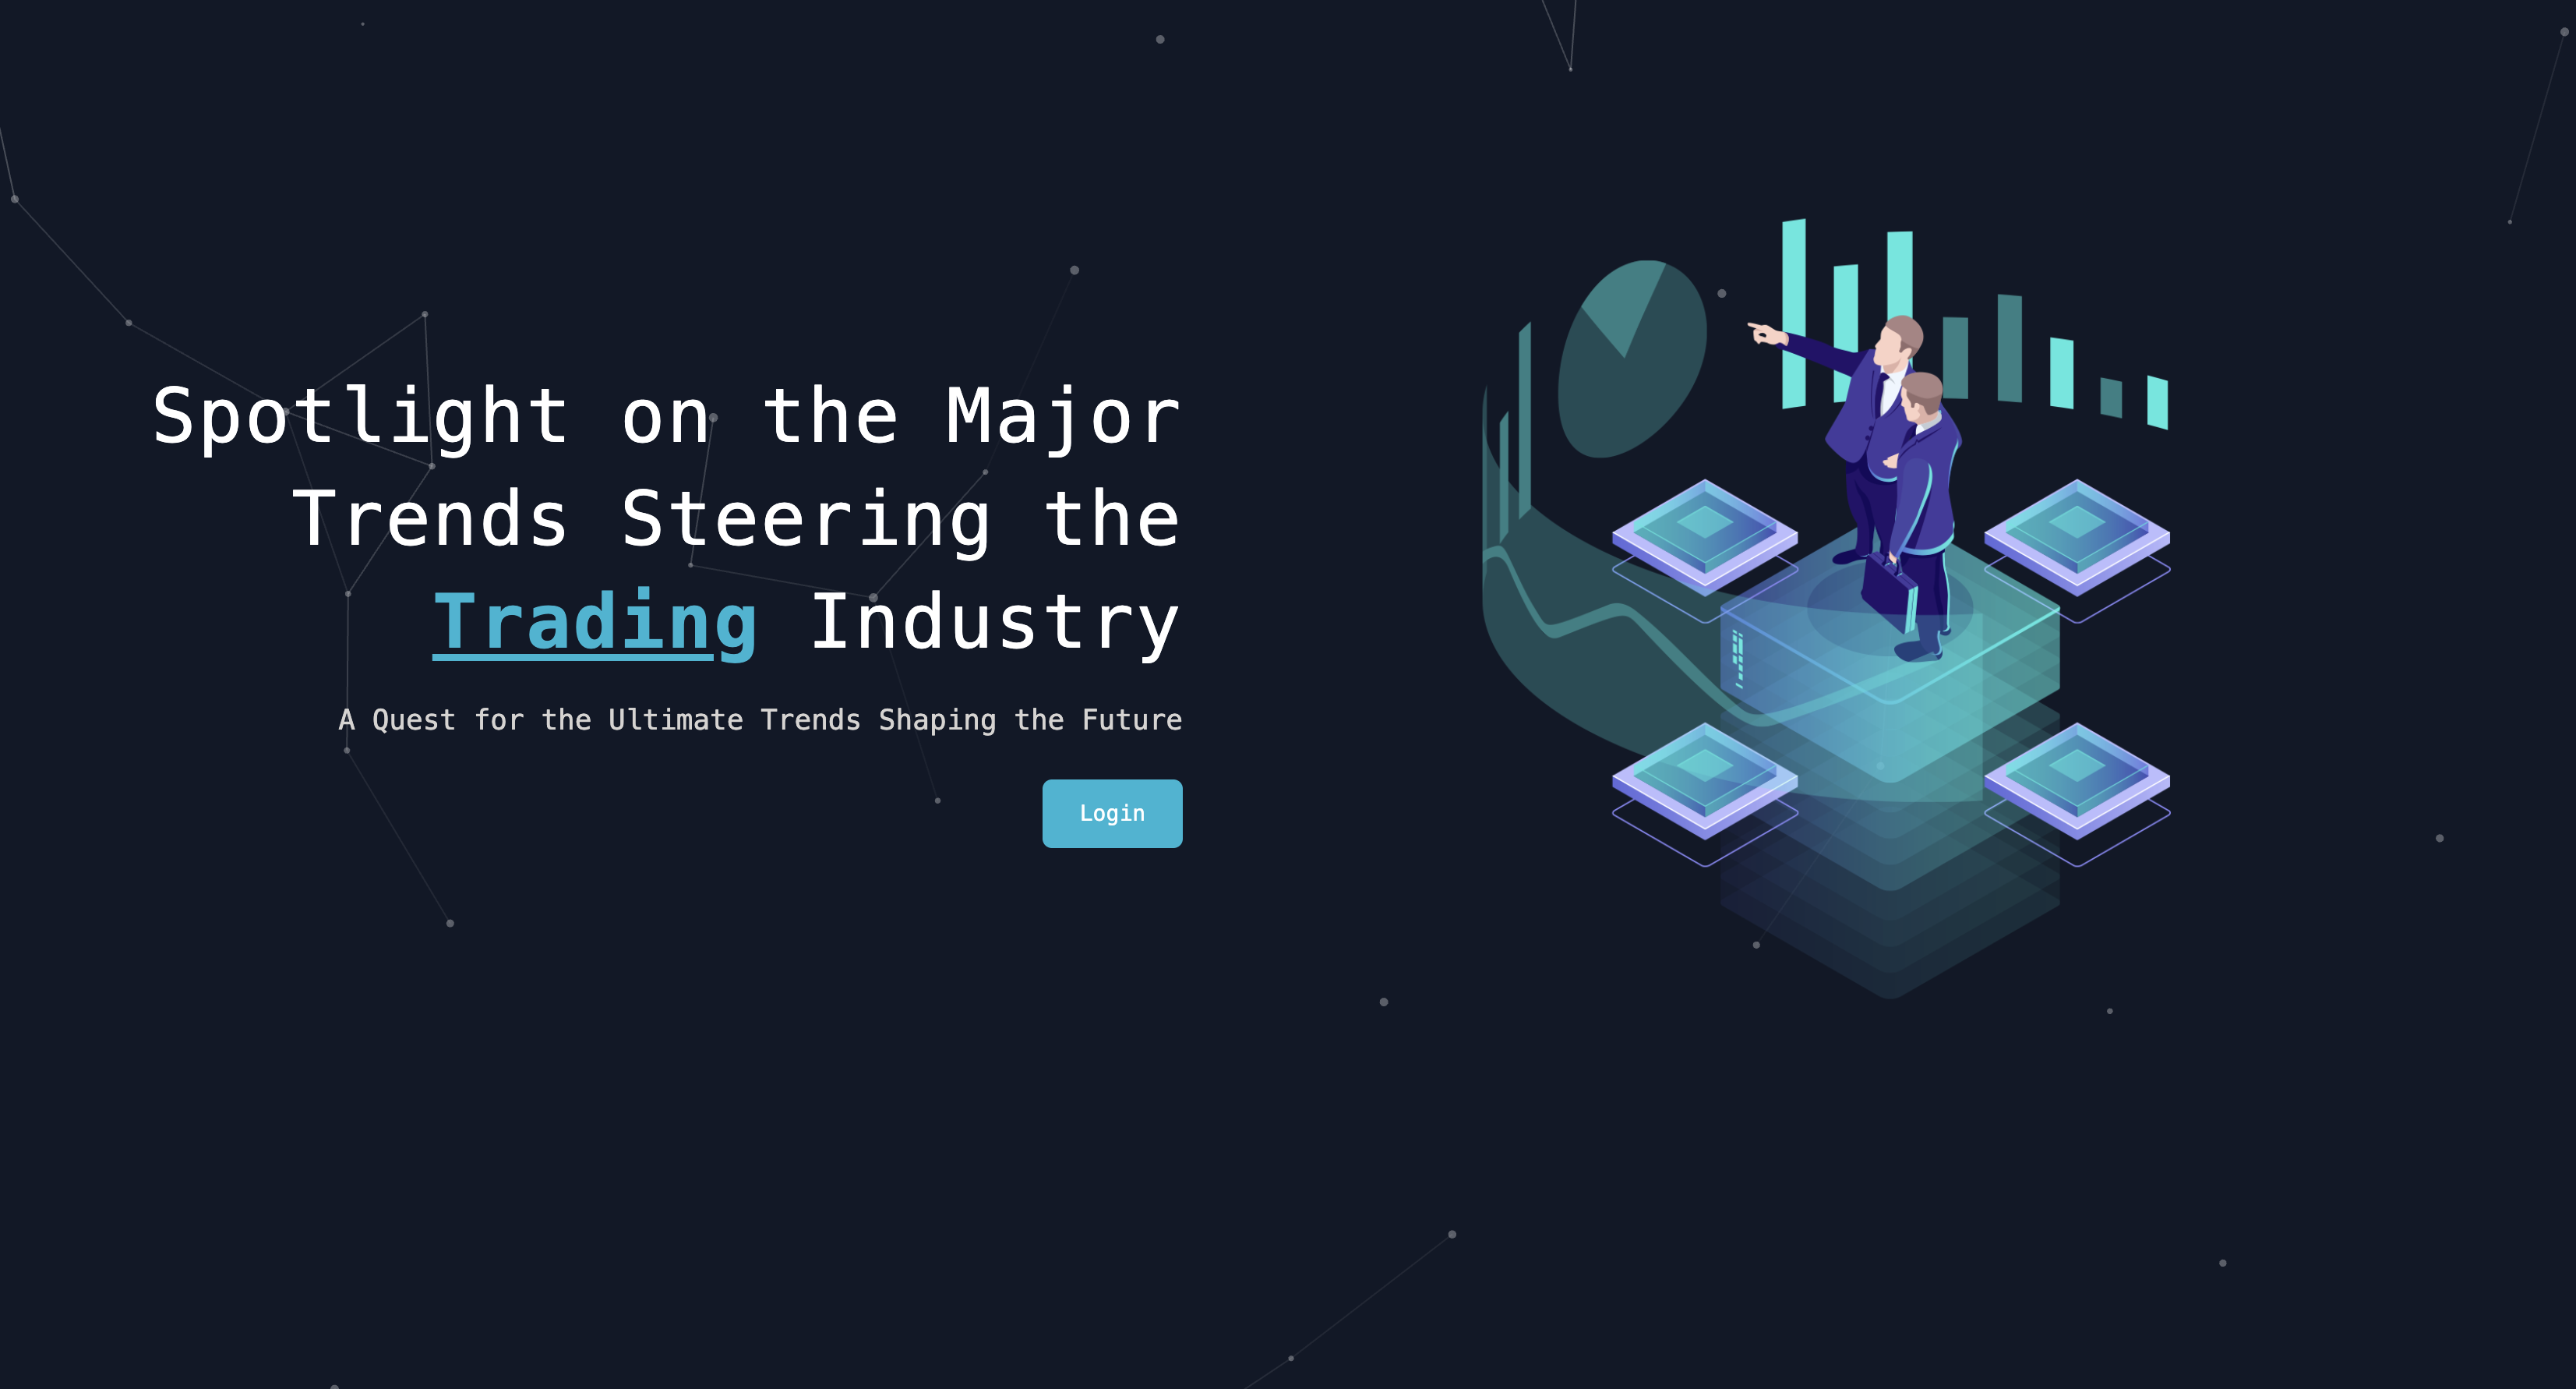 Spotlight on the Major
Trends Steering the
Trading Industry
A Quest for the Ultimate Trends Shaping the Future
Login